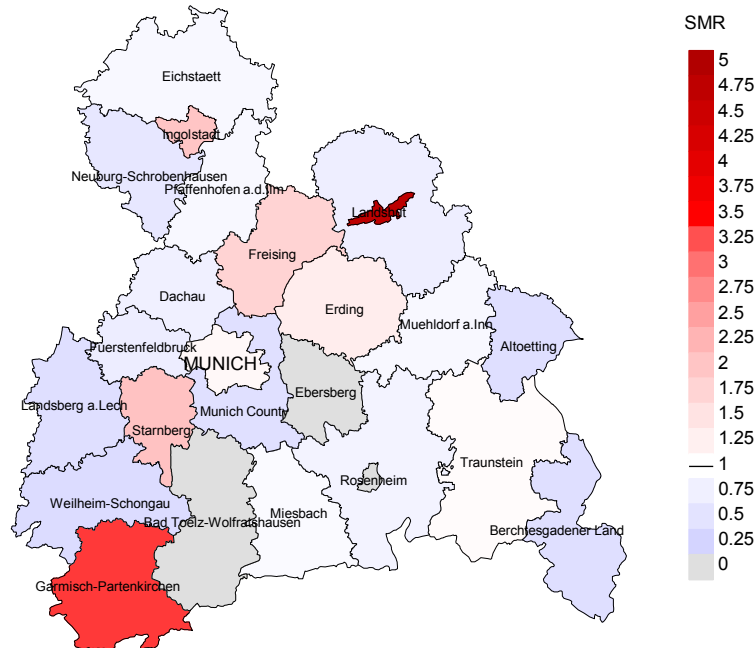 SMR
Eichstaett
Ingolstadt
Neuburg-Schrobenhausen
Pfaffenhofen a.d.Ilm
Landshut
Freising
Dachau
Erding
Muehldorf a.Inn
Altoetting
Fuerstenfeldbruck
MUNICH
Ebersberg
Landsberg a.Lech
Munich County
Starnberg
Traunstein
Rosenheim
Weilheim-Schongau
Miesbach
Bad Toelz-Wolfratshausen
Berchtesgadener Land
Garmisch-Partenkirchen
5
4.75
4.5
4.25
4
3.75
3.5
3.25
3
2.75
2.5
2.25
2
1.75
1.5
1.25
1
0.75
0.5
0.25
0